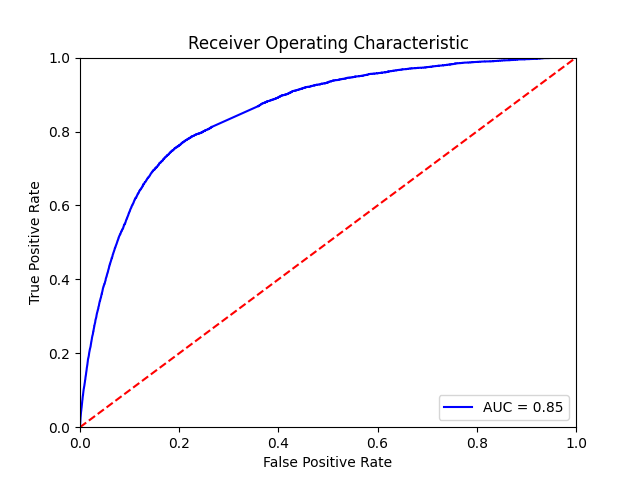 Receiver Operating Characteristic
1.0
0.8
0.6
0.4
0.2
0.0
True Positive Rate
AUC = 0.85
0.0 0.2 0.4 0.6 0.8 1.0
False Positive Rate